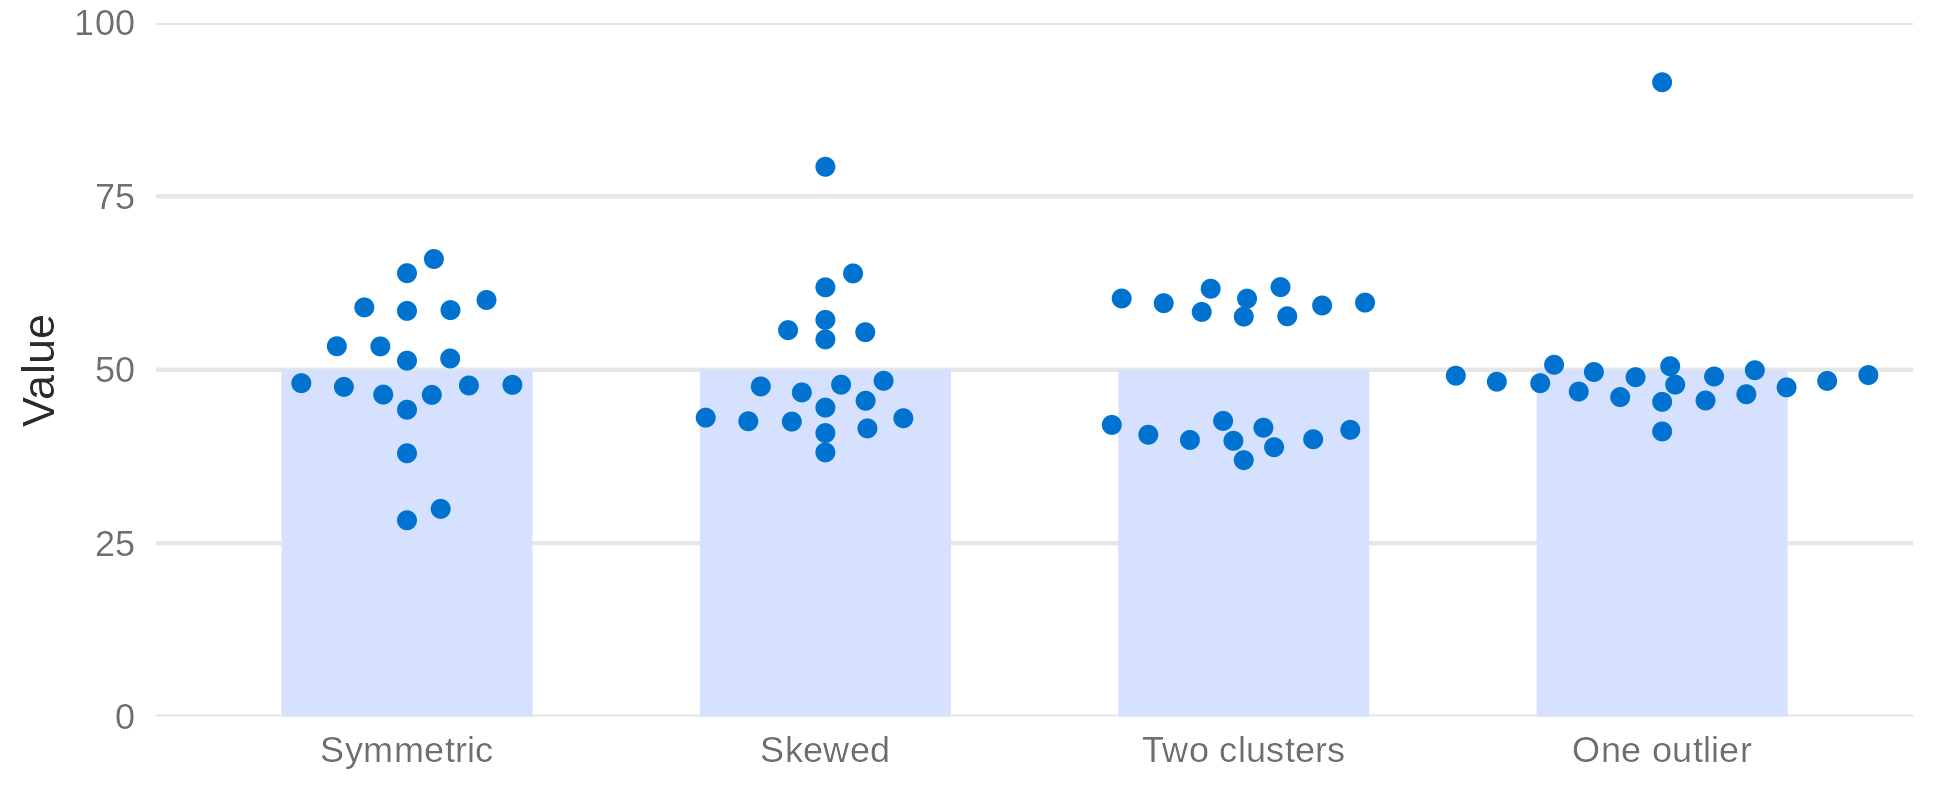 100
75
50
25
0
Value
Symmetric
Skewed
Two clusters
One outlier